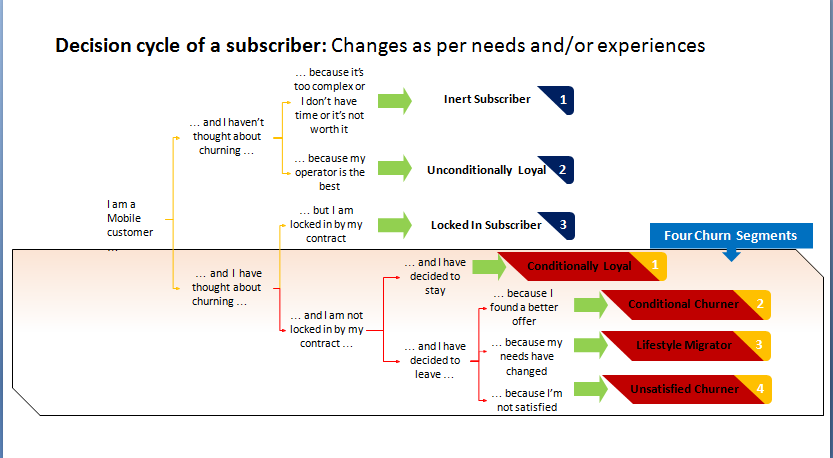 Decision cycle of a subscriber: Changes as per needs and/or experiences
I am a
Mobile
customer
...
... and I haven't
thought about
churning ...
... because it's
too complex or
I don't have
time or it's not
worth it
Inert Subscriber
1
... because my
operator is the
best
Unconditionally Loyal
2
... and I have
thought about
churning ...
... but I am
locked in by my
contract
Locked In Subscriber
3
Four Churn Segments
... and I am not
locked in by my
contract ...
... and I have
decided to
stay
Conditionally Loyal
1
... and I have
decided to
leave ...
... because I
found a better
offer
Conditional Churner
2
... because my
needs have
changed
Lifestyle Migrator
3
... because I'm
not satisfied
Unsatisfied Churner
4